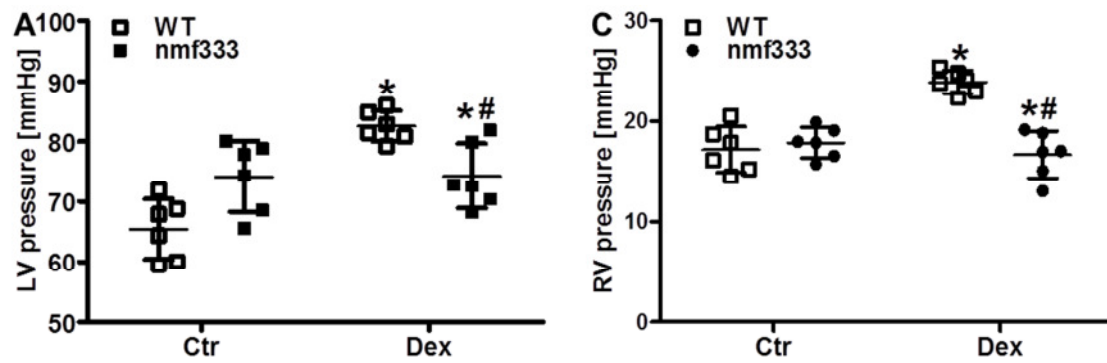 A
WT
nmf333
LV pressure [mmHg]
100
90
80
70
60
50
*
*#
Ctr
Dex
C
WT
nmf333
RV pressure [mmHg]
30
20
10
0
*
*#
Ctr
Dex